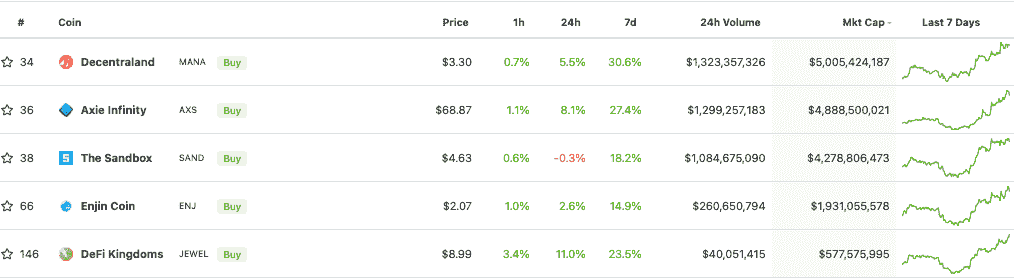 # Coin Price 1h 24h 7d 24h Volume Mkt Cap Last 7 Days
34 Decentraland MANA Buy $3.30 0.7% 5.5% 30.6% $1,323,357,326 $5,005,424,187
36 Axie Infinity AXS Buy $68.87 1.1% 8.1% 27.4% $1,299,257,183 $4,888,500,021
38 The Sandbox SAND Buy $4.63 0.6% -0.3% 18.2% $1,084,675,090 $4,278,806,473
66 Enjin Coin ENJ Buy $2.07 1.0% 2.6% 14.9% $260,650,794 $1,931,055,578
146 DeFi Kingdoms JEWEL Buy $8.99 3.4% 11.0% 23.5% $40,051,415 $577,575,995